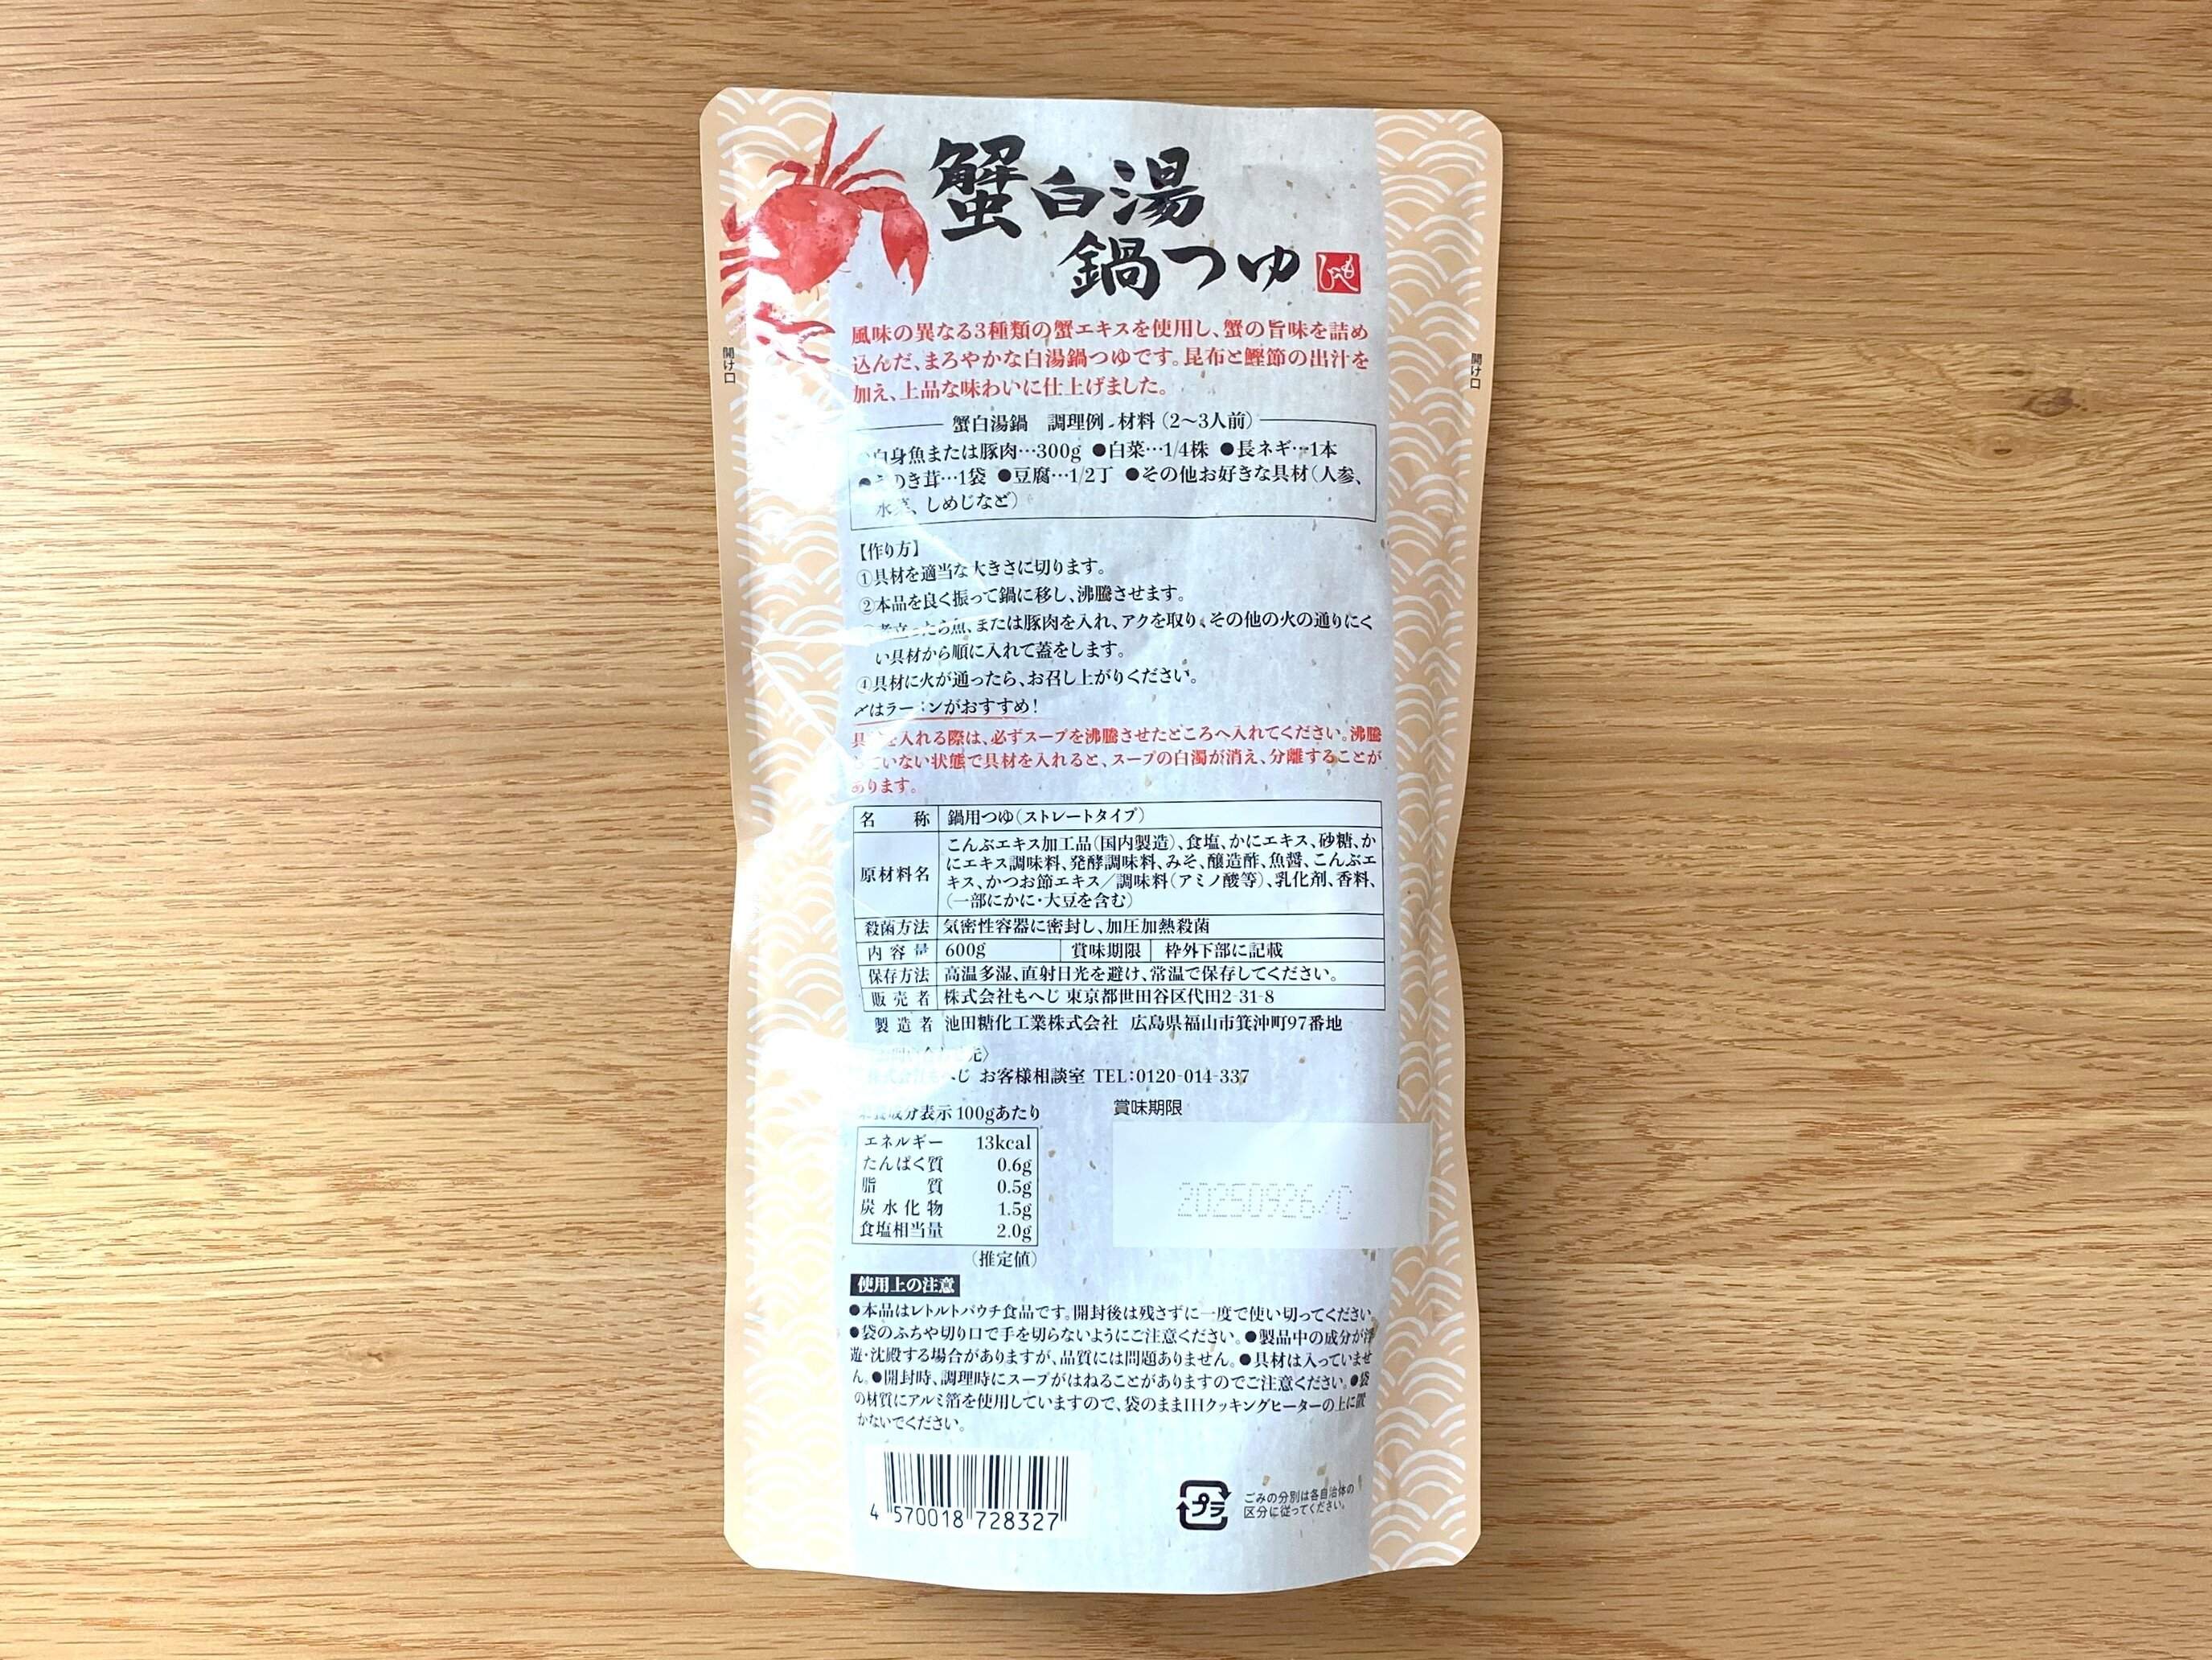 蟹白湯
鍋つゆ
もへじ
開け口
開け口
風味の異なる3種類の蟹エキスを使用し、蟹の旨味を詰め
込んだ、まろやかな白湯鍋つゆです。昆布と鰹節の出汁を
加え、上品な味わいに仕上げました。
蟹白湯鍋 調理例 材料（2〜3人前）
白身魚または豚肉…300g ●白菜…1/4株 ●長ネギ…1本
●えのき茸…1袋 ●豆腐…1/2丁 ●その他お好きな具材（人参、
水菜、しめじなど）
【作り方】
①具材を適当な大きさに切ります。
②本品を良く振って鍋に移し、沸騰させます。
煮立ったら魚、または豚肉を入れ、アクを取り、その他の火の通りにく
い具材から順に入れて蓋をします。
④具材に火が通ったら、お召し上がりください。
〆はラーメンがおすすめ！
具材を入れる際は、必ずスープを沸騰させたところへ入れてください。沸騰
していない状態で具材を入れると、スープの白濁が消え、分離することが
あります。
名 称 鍋用つゆ（ストレートタイプ）
原材料名 こんぶエキス加工品（国内製造）、食塩、かにエキス、砂糖、か
にエキス調味料、発酵調味料、みそ、醸造酢、魚醤、こんぶエ
キス、かつお節エキス／調味料（アミノ酸等）、乳化剤、香料、
（一部にかに・大豆を含む）
殺菌方法 気密性容器に密封し、加圧加熱殺菌
内容量 600g 賞味期限 枠外下部に記載
保存方法 高温多湿、直射日光を避け、常温で保存してください。
販売者 株式会社もへじ 東京都世田谷区代田2-31-8
製造者 池田糖化工業株式会社 広島県福山市箕沖町97番地
元〉
株式会社もへじ お客様相談室 TEL：0120-014-337
栄養成分表示 100gあたり
エネルギー 13kcal
たんぱく質 0.6g
脂質 0.5g
炭水化物 1.5g
食塩相当量 2.0g
（推定値）
賞味期限
20250926/C
使用上の注意
●本品はレトルトパウチ食品です。開封後は残さずに一度で使い切ってください。
●袋のふちや切り口で手を切らないようにご注意ください。●製品中の成分が浮
遊・沈殿する場合がありますが、品質には問題ありません。●具材は入っていませ
ん。●開封時、調理時にスープがはねることがありますのでご注意ください。●袋
の材質にアルミ箔を使用していますので、袋のままIHクッキングヒーターの上に置
かないでください。
4 570018 728327
プラ
ごみの分別は各自治体の
区分に従ってください。